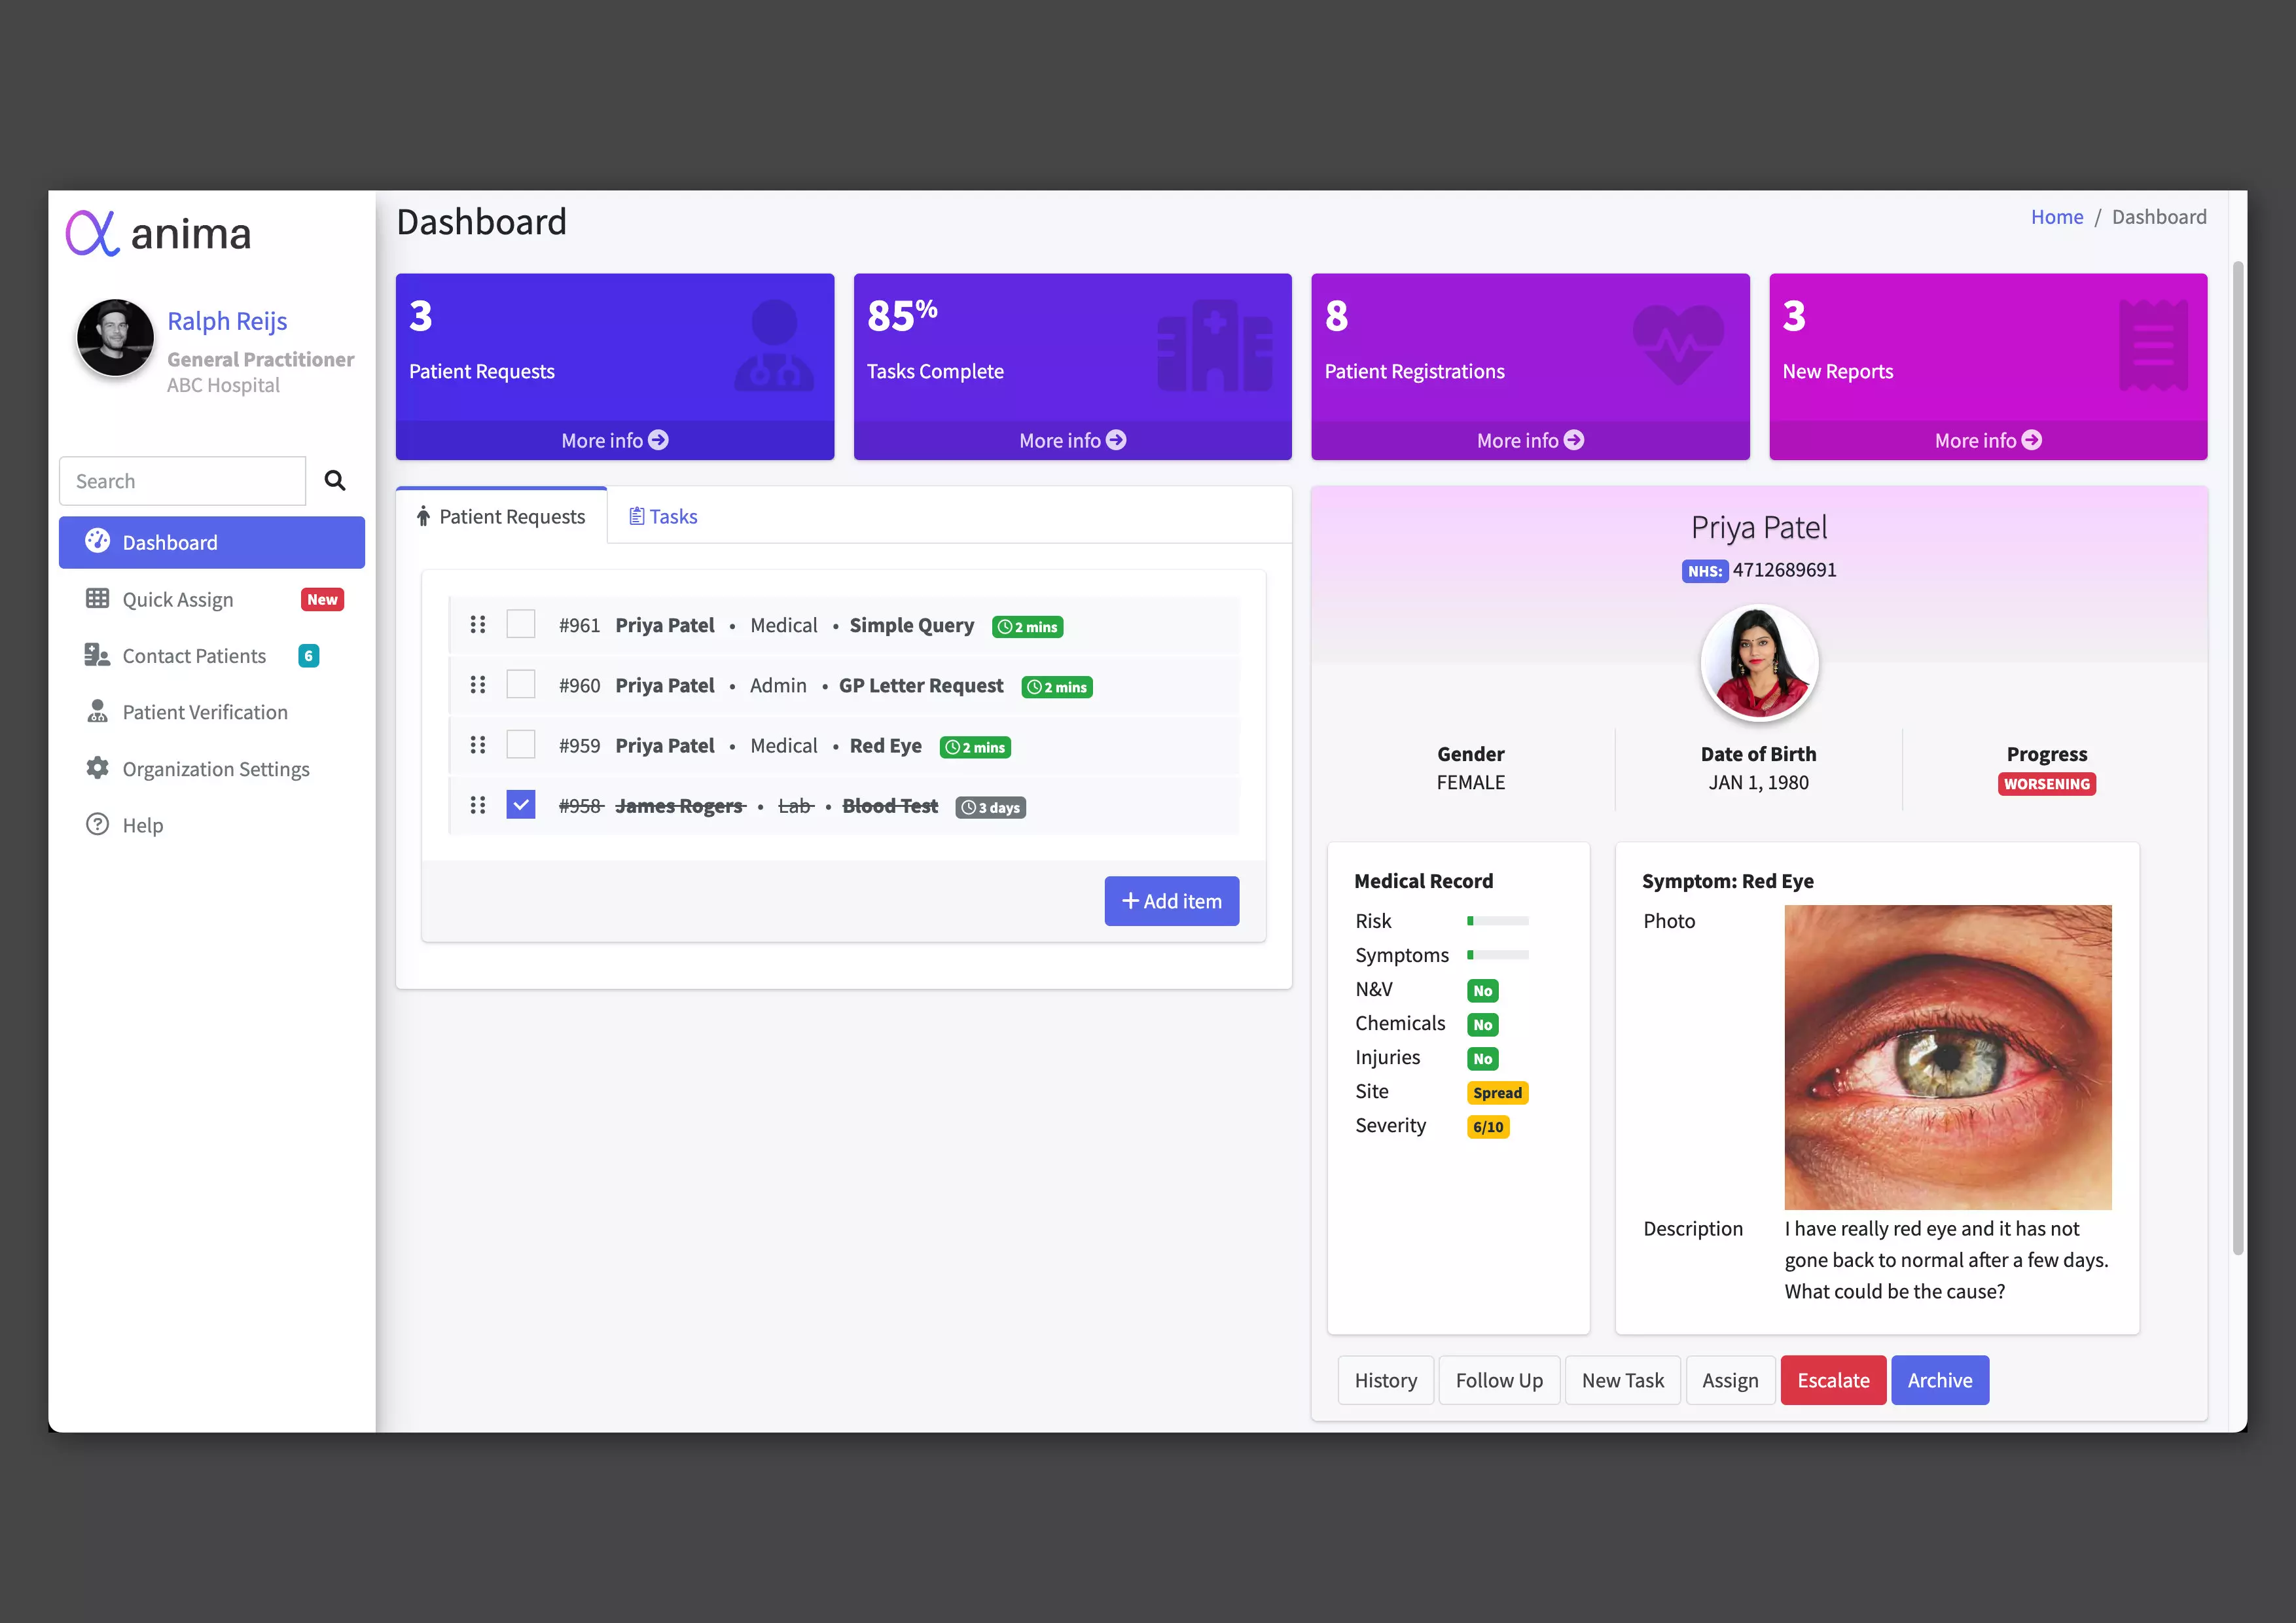 anima
Ralph Reijs
General Practitioner
ABC Hospital
Search
Dashboard
Quick Assign New
Contact Patients 6
Patient Verification
Organization Settings
Help
Dashboard
Home / Dashboard
3
Patient Requests
More info
85%
Tasks Complete
More info
8
Patient Registrations
More info
3
New Reports
More info
Patient Requests Tasks
#961 Priya Patel • Medical • Simple Query 2 mins
#960 Priya Patel • Admin • GP Letter Request 2 mins
#959 Priya Patel • Medical • Red Eye 2 mins
#958 James Rogers • Lab • Blood Test 3 days
+ Add item
Priya Patel
NHS: 4712689691
Gender
FEMALE
Date of Birth
JAN 1, 1980
Progress
WORSENING
Medical Record
Risk
Symptoms
N&V No
Chemicals No
Injuries No
Site Spread
Severity 6/10
Symptom: Red Eye
Photo
Description I have really red eye and it has not
gone back to normal after a few days.
What could be the cause?
History Follow Up New Task Assign Escalate Archive